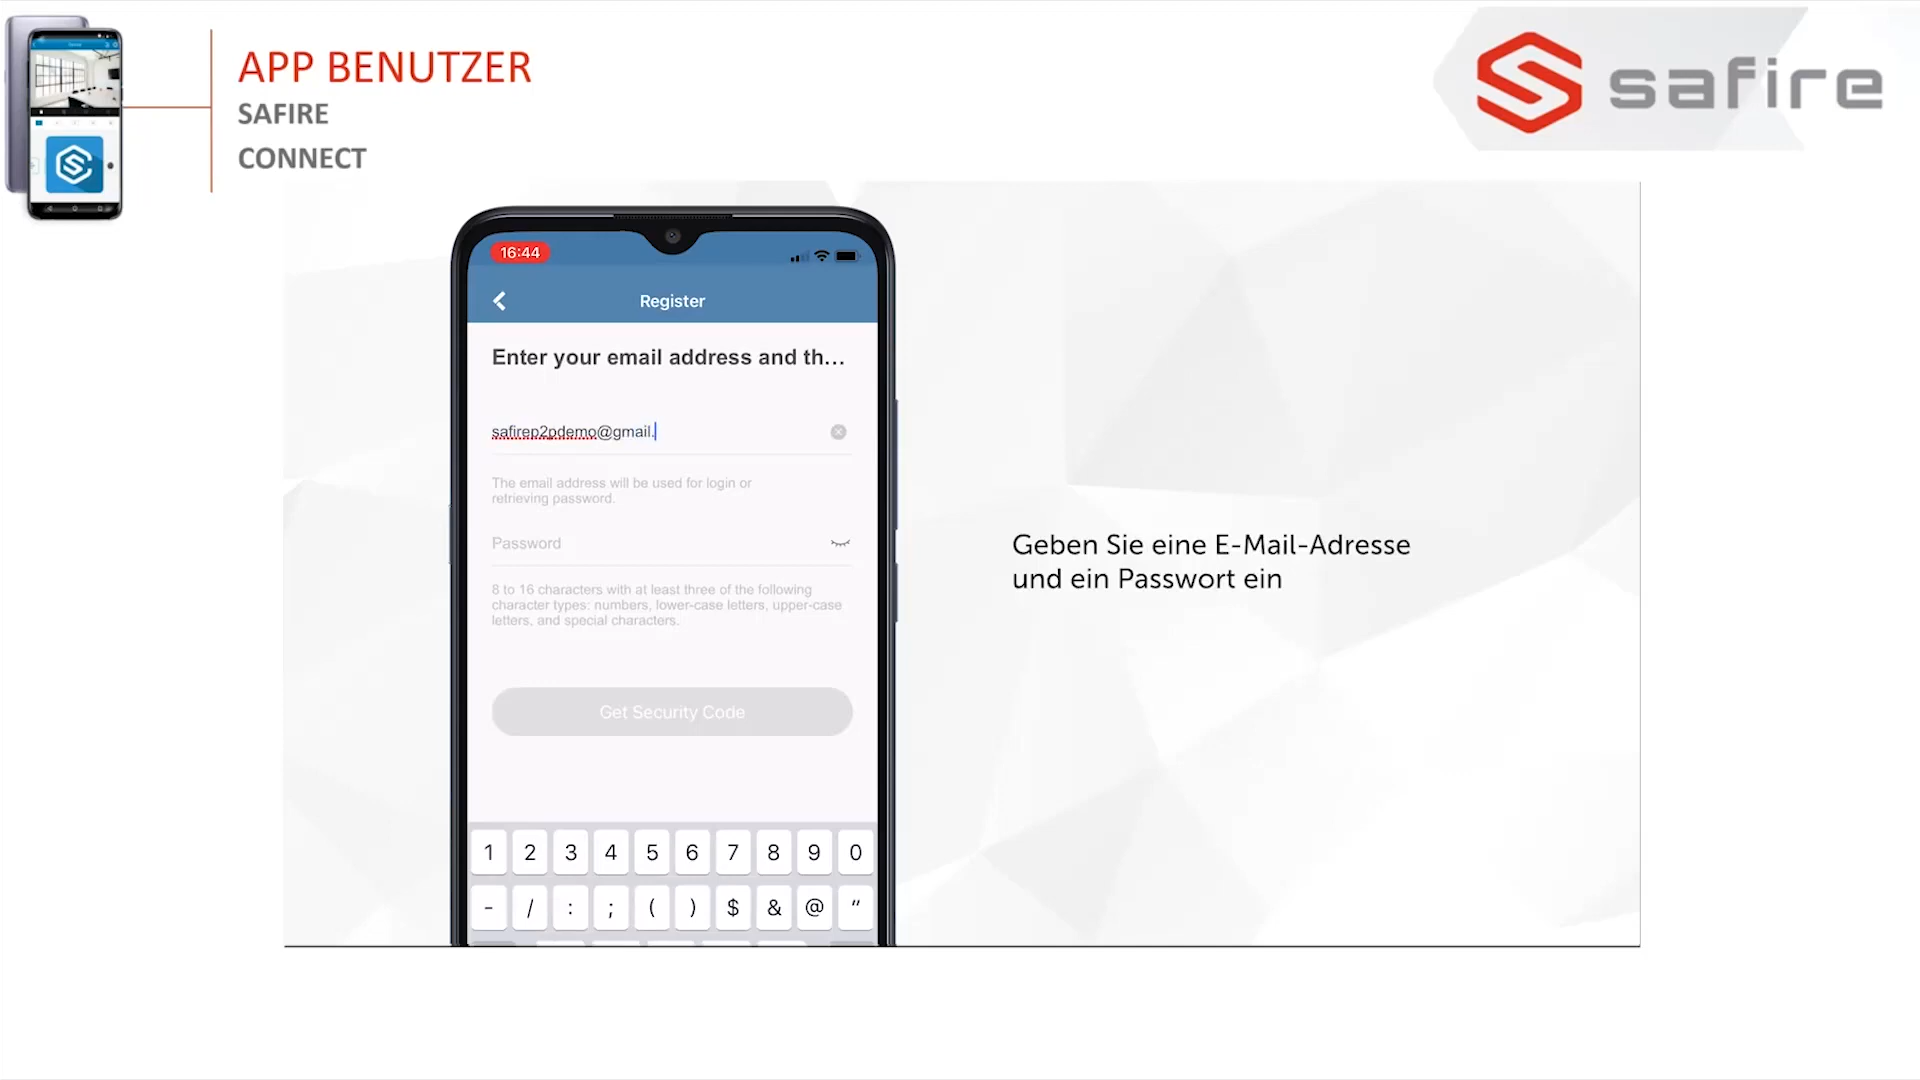 APP BENUTZER
SAFIRE
CONNECT
safire
16:44
Register
Enter your email address and th...
safirep2pdemo@gmail.
The email address will be used for login or
retrieving password.
Password
8 to 16 characters with at least three of the following
character types: numbers, lower-case letters, upper-case
letters, and special characters.
Get Security Code
1 2 3 4 5 6 7 8 9 0
- / : ; ( ) $ & @ "
Geben Sie eine E-Mail-Adresse
und ein Passwort ein